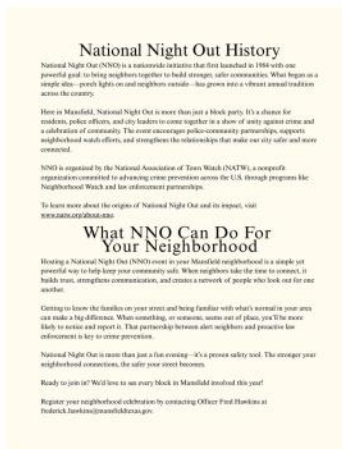 National Night Out History
National Night Out (NNO) is a nationwide initiative that first launched in 1984 with one
powerful goal: to bring neighbors together to build stronger, safer communities. What began as a
simple idea—porch lights on and neighbors outside—has grown into a vibrant annual tradition
across the country.
Here in Mansfield, National Night Out is more than just a block party. It's a chance for
residents, police officers, and city leaders to come together in a show of unity against crime and
a celebration of community. The event encourages police-community partnerships, supports
neighborhood watch efforts, and strengthens the relationships that make our city safer and more
connected.
NNO is organized by the National Association of Town Watch (NATW), a nonprofit
organization committed to advancing crime prevention across the U.S. through programs like
Neighborhood Watch and law enforcement partnerships.
To learn more about the origins of National Night Out and its impact, visit
www.natw.org/about-nno.
What NNO Can Do For
Your Neighborhood
Hosting a National Night Out (NNO) event in your Mansfield neighborhood is a simple yet
powerful way to help keep your community safe. When neighbors take the time to connect, it
builds trust, strengthens communication, and creates a network of people who look out for one
another.
Getting to know the families on your street and being familiar with what's normal in your area
can make a big difference. When something, or someone, seems out of place, you'll be more
likely to notice and report it. That partnership between alert neighbors and proactive law
enforcement is key to crime prevention.
National Night Out is more than just a fun evening—it's a proven safety tool. The stronger your
neighborhood connections, the safer your street becomes.
Ready to join in? We'd love to see every block in Mansfield involved this year!
Register your neighborhood celebration by contacting Officer Fred Hawkins at
frederick.hawkins@mansfieldtexas.gov.